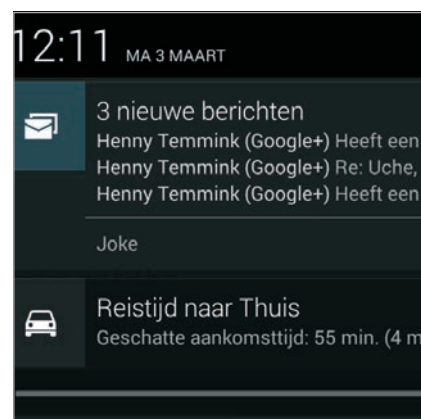 12:11 MA 3 MAART
3 nieuwe berichten
Henny Temmink (Google+) Heeft een
Henny Temmink (Google+) Re: Uche,
Henny Temmink (Google+) Heeft een
Joke
Reistijd naar Thuis
Geschatte aankomsttijd: 55 min. (4 m